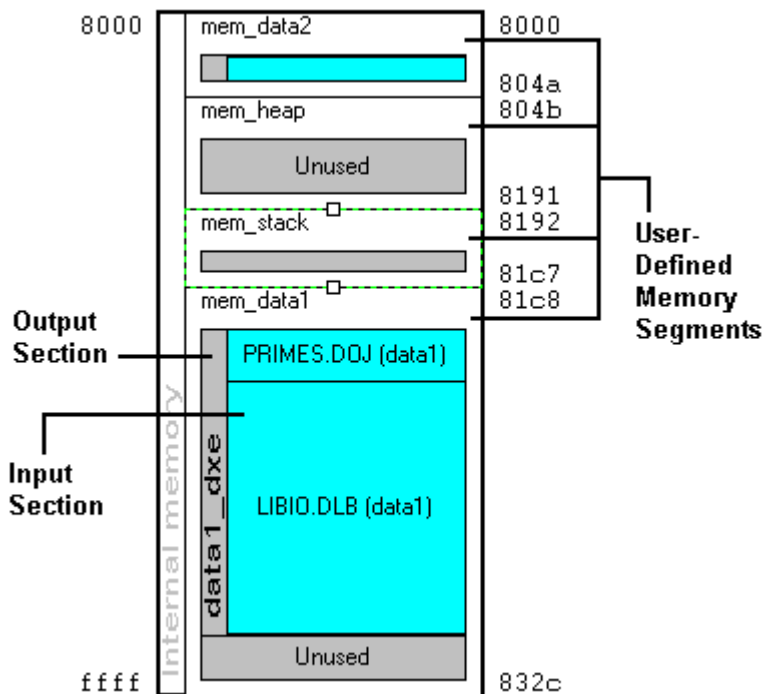 8000
mem_data2
8000
804a
mem_heap
804b
Unused
8191
mem_stack
8192
81c7
mem_data1
81c8
User-
Defined
Memory
Segments
Output
Section
PRIMES.DOJ (data1)
Input
Section
Internal memory
data1_dxe
LIBIO.DLB (data1)
Unused
ffff
832c